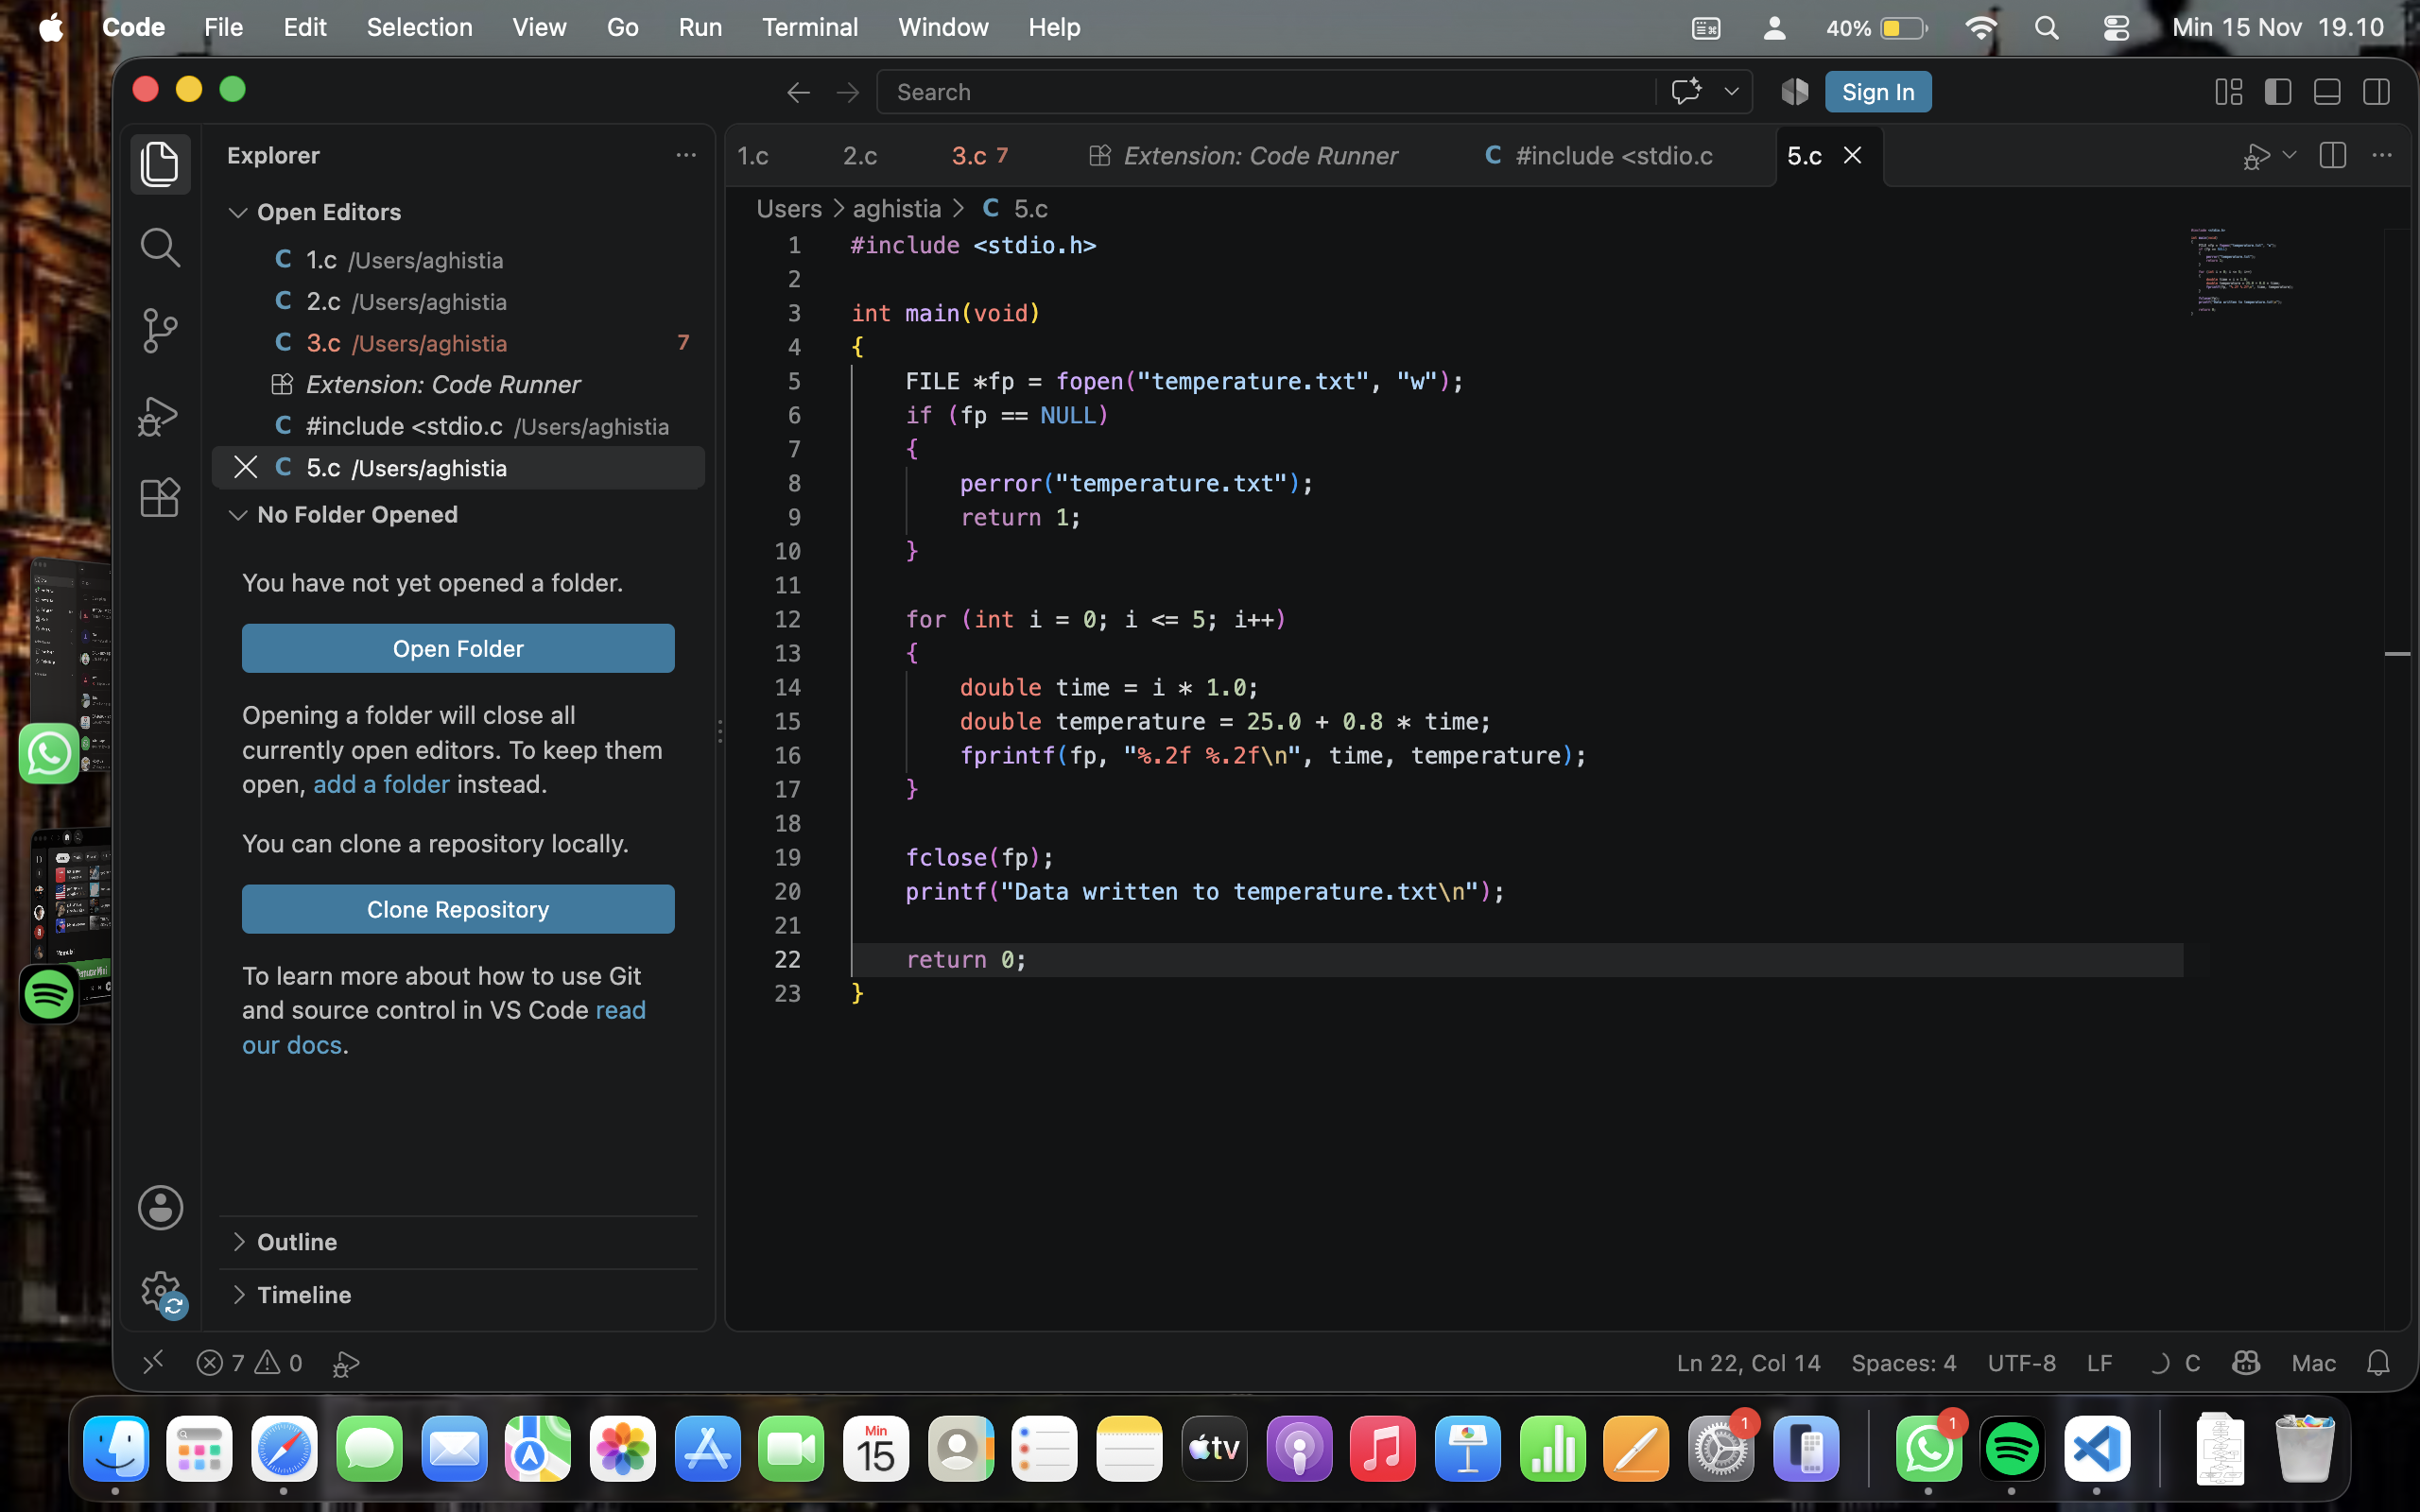 Code File Edit Selection View Go Run Terminal Window Help 40% Min 15 Nov 19.10
Search Sign In
Explorer
Open Editors
C 1.c /Users/aghistia
C 2.c /Users/aghistia
C 3.c /Users/aghistia 7
Extension: Code Runner
C #include <stdio.c /Users/aghistia
C 5.c /Users/aghistia
No Folder Opened
You have not yet opened a folder.
Open Folder
Opening a folder will close all
currently open editors. To keep them
open, add a folder instead.
You can clone a repository locally.
Clone Repository
To learn more about how to use Git
and source control in VS Code read
our docs.
Outline
Timeline
1.c 2.c 3.c 7 Extension: Code Runner C #include <stdio.c 5.c
Users > aghistia > C 5.c
1 #include <stdio.h>
2
3 int main(void)
4 {
5 FILE *fp = fopen("temperature.txt", "w");
6 if (fp == NULL)
7 {
8 perror("temperature.txt");
9 return 1;
10 }
11
12 for (int i = 0; i <= 5; i++)
13 {
14 double time = i * 1.0;
15 double temperature = 25.0 + 0.8 * time;
16 fprintf(fp, "%.2f %.2f\n", time, temperature);
17 }
18
19 fclose(fp);
20 printf("Data written to temperature.txt\n");
21
22 return 0;
23 }
7 0 Ln 22, Col 14 Spaces: 4 UTF-8 LF C Mac
Min
15
tv
1
1